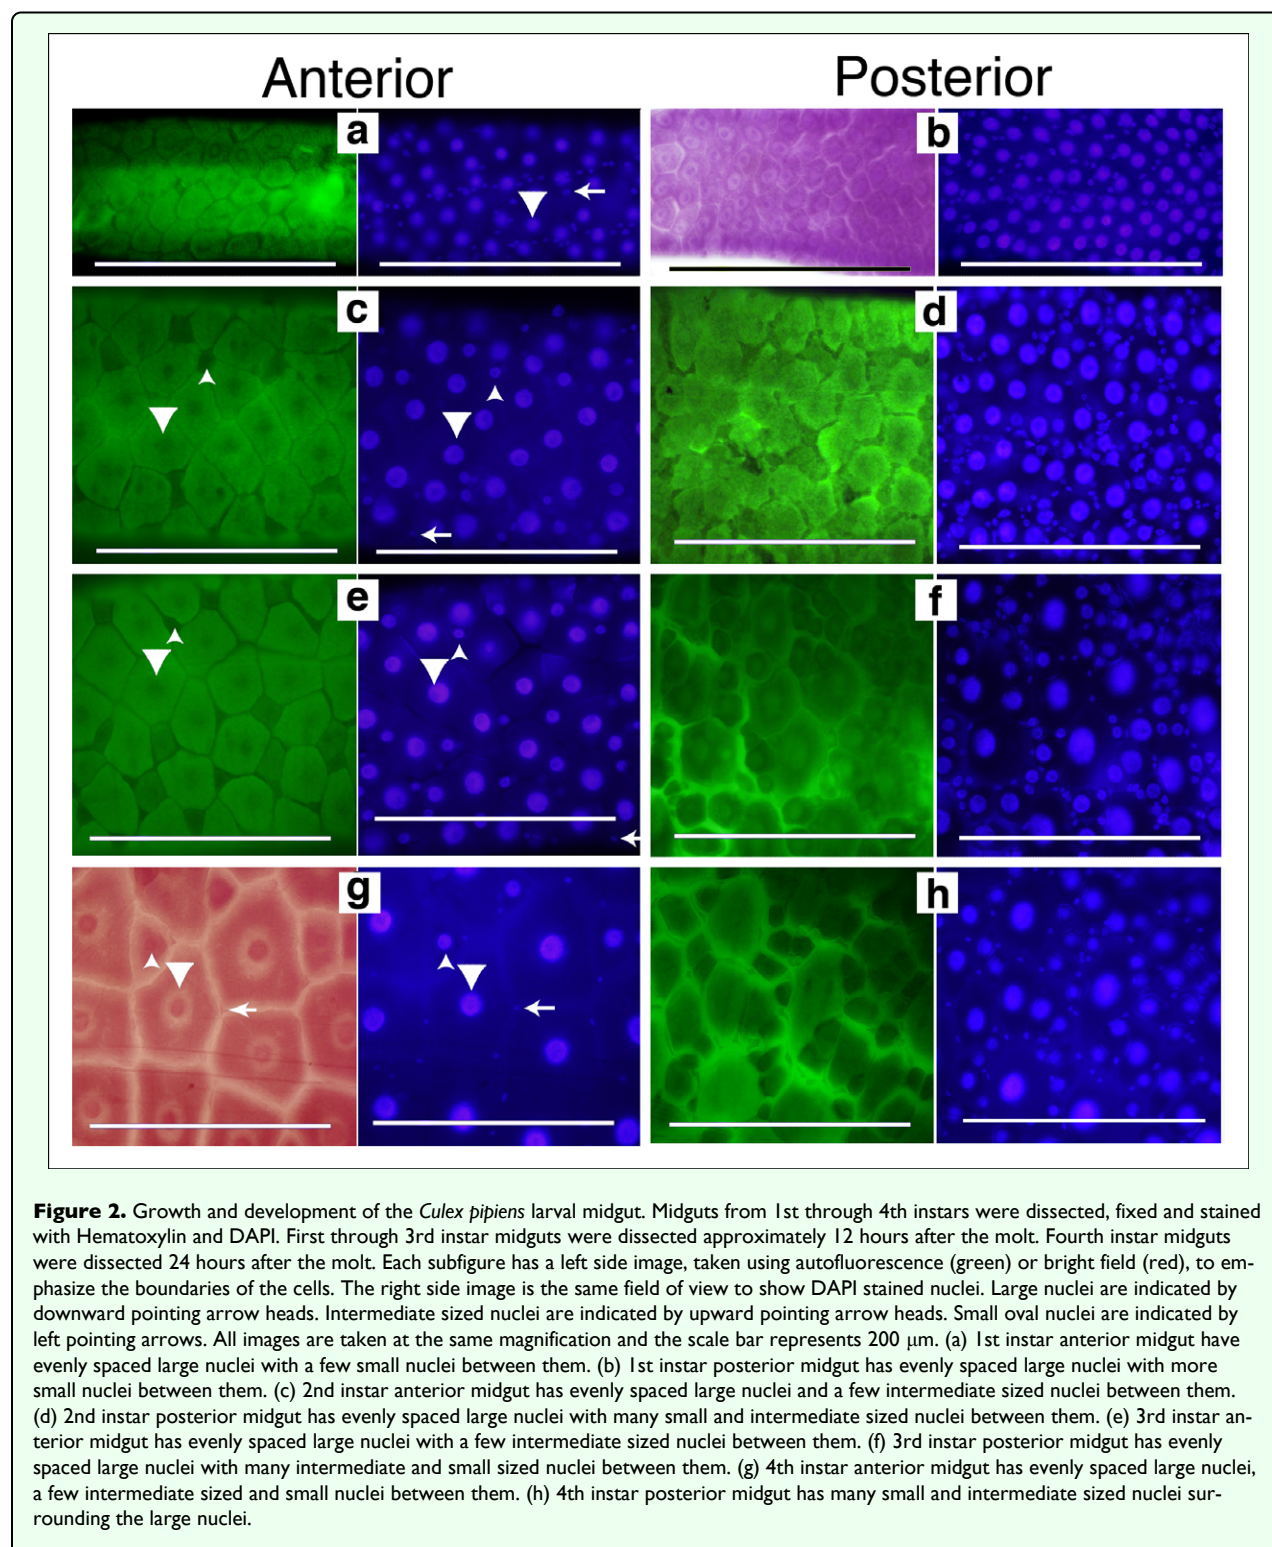 Anterior
Posterior
a
b
c
d
e
f
g
h
Figure 2. Growth and development of the Culex pipiens larval midgut. Midguts from 1st through 4th instars were dissected, fixed and stained
with Hematoxylin and DAPI. First through 3rd instar midguts were dissected approximately 12 hours after the molt. Fourth instar midguts
were dissected 24 hours after the molt. Each subfigure has a left side image, taken using autofluorescence (green) or bright field (red), to em-
phasize the boundaries of the cells. The right side image is the same field of view to show DAPI stained nuclei. Large nuclei are indicated by
downward pointing arrow heads. Intermediate sized nuclei are indicated by upward pointing arrow heads. Small oval nuclei are indicated by
left pointing arrows. All images are taken at the same magnification and the scale bar represents 200 μm. (a) 1st instar anterior midgut have
evenly spaced large nuclei with a few small nuclei between them. (b) 1st instar posterior midgut has evenly spaced large nuclei with more
small nuclei between them. (c) 2nd instar anterior midgut has evenly spaced large nuclei and a few intermediate sized nuclei between them.
(d) 2nd instar posterior midgut has evenly spaced large nuclei with many small and intermediate sized nuclei between them. (e) 3rd instar an-
terior midgut has evenly spaced large nuclei with a few intermediate sized nuclei between them. (f) 3rd instar posterior midgut has evenly
spaced large nuclei with many intermediate and small sized nuclei between them. (g) 4th instar anterior midgut has evenly spaced large nuclei,
a few intermediate sized and small nuclei between them. (h) 4th instar posterior midgut has many small and intermediate sized nuclei sur-
rounding the large nuclei.